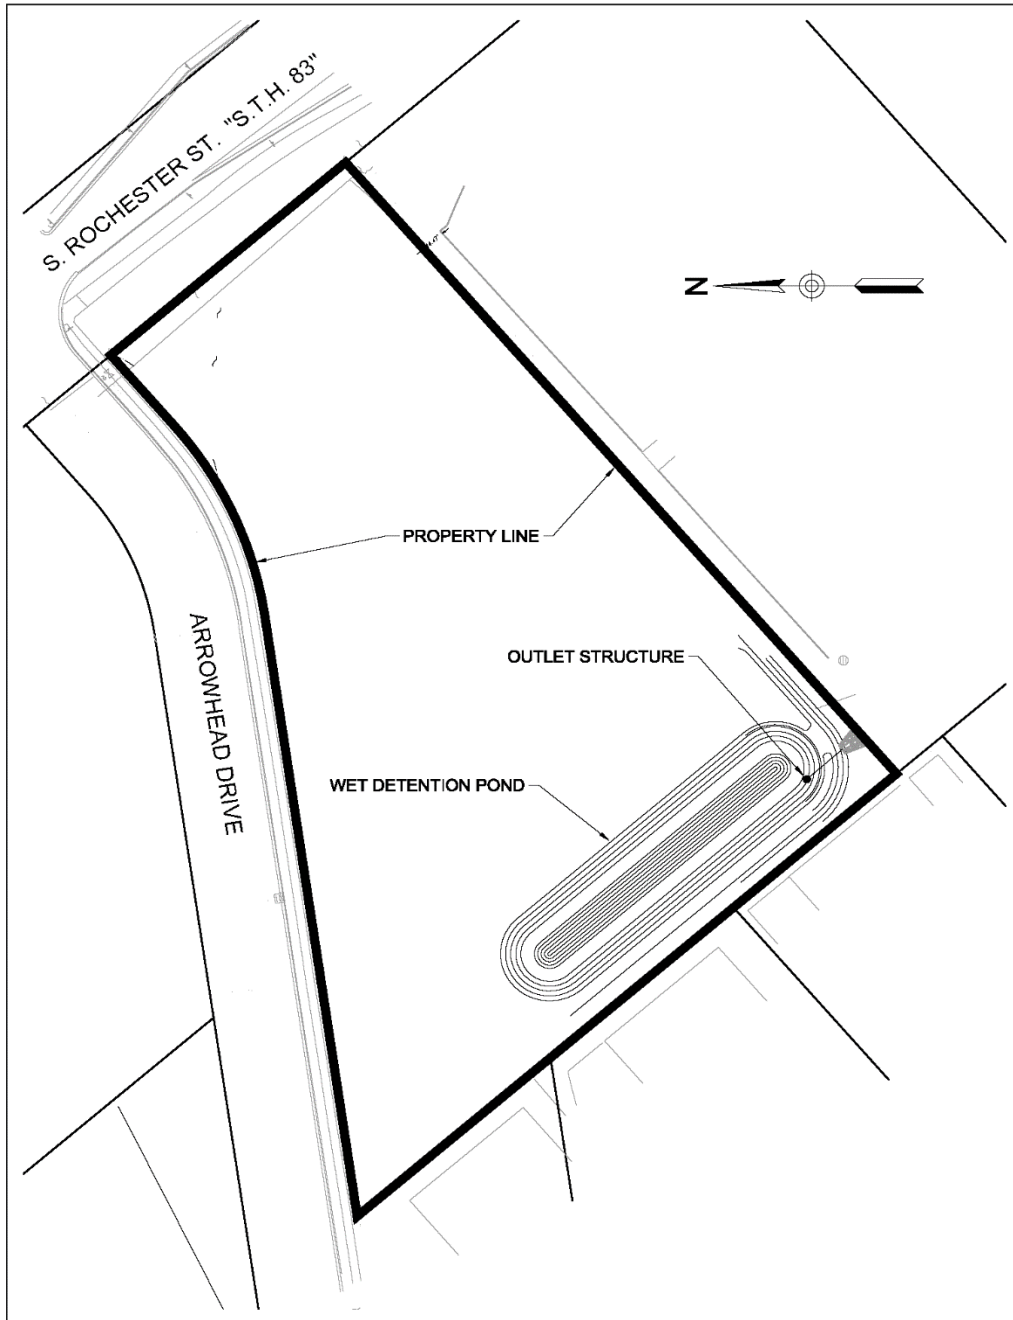 S. ROCHESTER ST. "S.T.H. 83"
N
PROPERTY LINE
ARROWHEAD DRIVE
OUTLET STRUCTURE
WET DETENTION POND